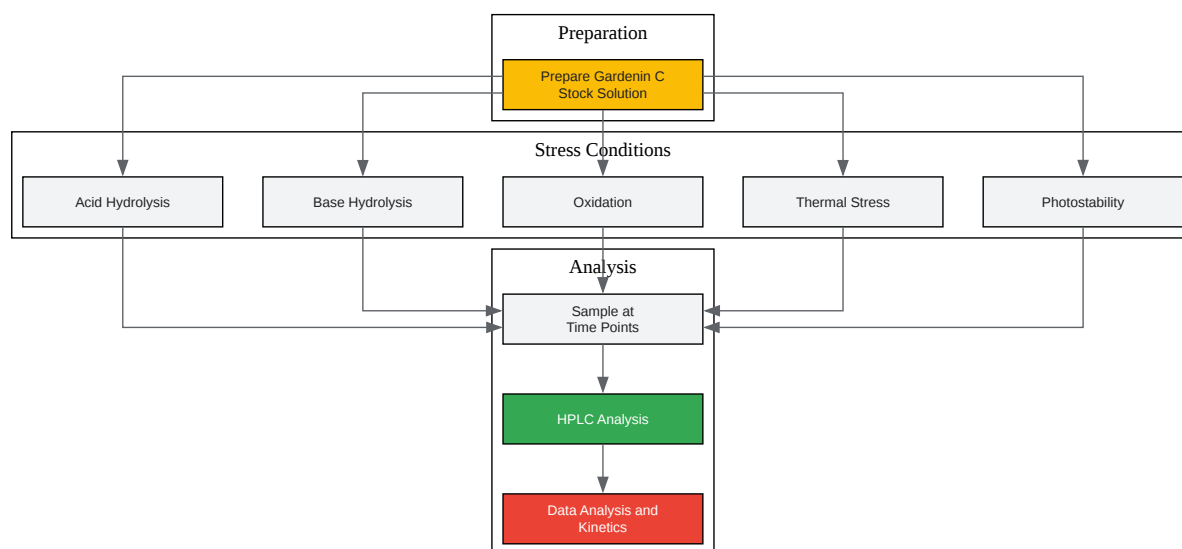 Preparation
Prepare Gardenin C
Stock Solution
Stress Conditions
Acid Hydrolysis
Base Hydrolysis
Oxidation
Thermal Stress
Photostability
Analysis
Sample at
Time Points
HPLC Analysis
Data Analysis and
Kinetics